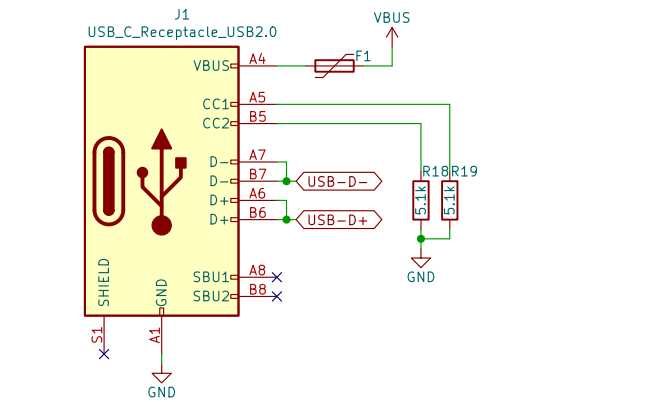 J1
USB_C_Receptacle_USB2.0
VBUS
VBUS
A4
F1
CC1
A5
CC2
B5
D-
A7
D-
B7
USB-D-
D+
A6
D+
B6
USB-D+
R18
R19
5.1k
5.1k
GND
SBU1
A8
SBU2
B8
SHIELD
GND
S1
A1
GND